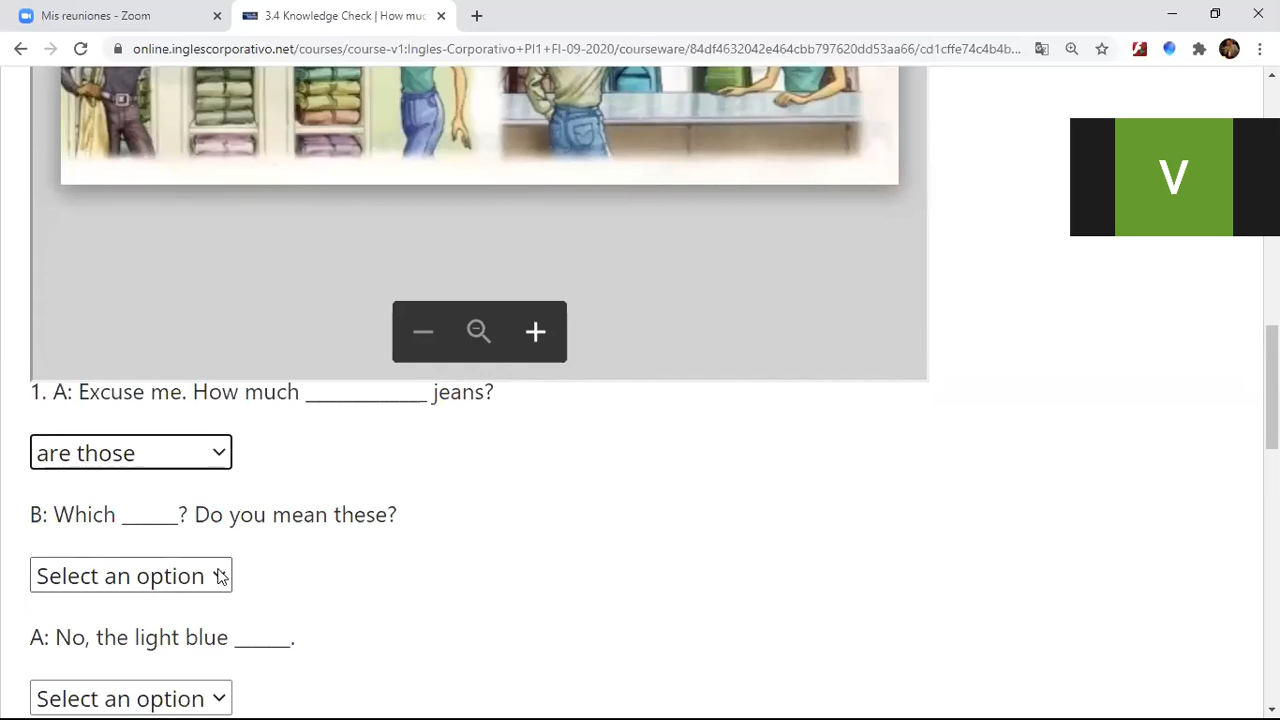 Mis reuniones - Zoom
3.4 Knowledge Check | How muc
online.inglescorporativo.net/courses/course-v1:Ingles-Corporativo+PI1+FI-09-2020/courseware/84df4632042e464cbb797620dd53aa66/cd1cffe74c4b4b...
V
1. A: Excuse me. How much _____________ jeans?
are those
B: Which ______? Do you mean these?
Select an option
A: No, the light blue ______.
Select an option